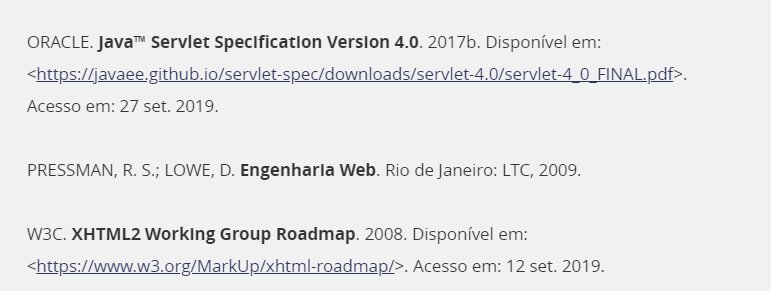 ORACLE. Java™ Servlet Specification Version 4.0. 2017b. Disponível em:
<https://javaee.github.io/servlet-spec/downloads/servlet-4.0/servlet-4_0_FINAL.pdf>.
Acesso em: 27 set. 2019.
PRESSMAN, R. S.; LOWE, D. Engenharia Web. Rio de Janeiro: LTC, 2009.
W3C. XHTML2 Working Group Roadmap. 2008. Disponível em:
<https://www.w3.org/MarkUp/xhtml-roadmap/>. Acesso em: 12 set. 2019.